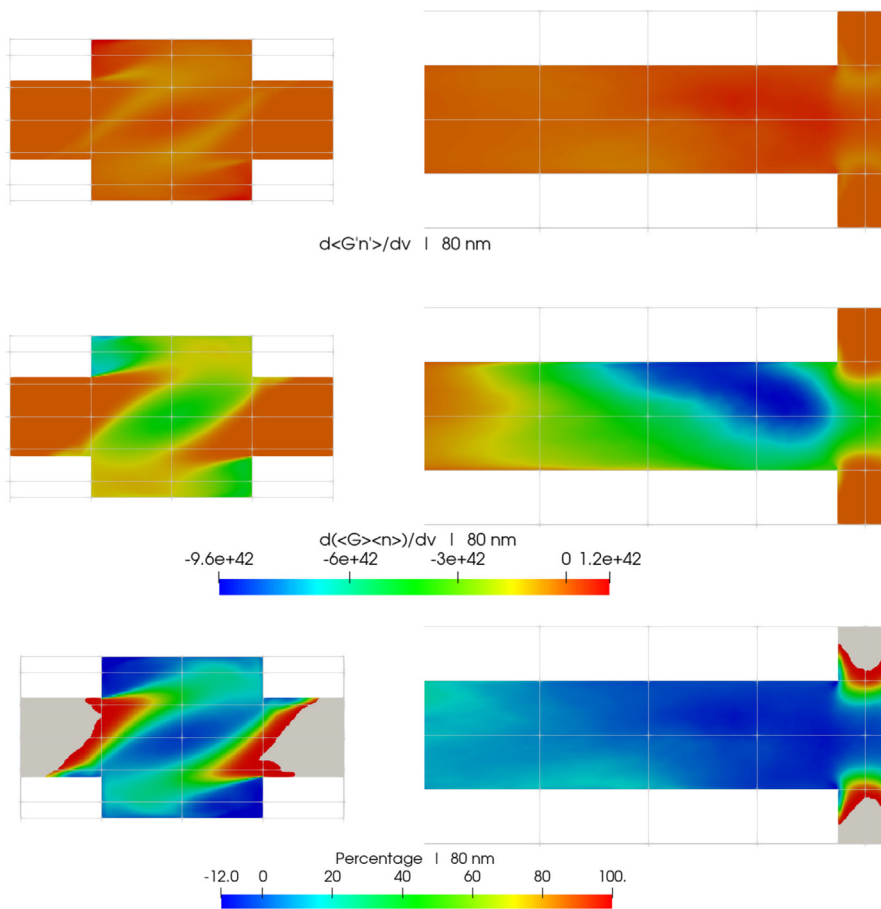 d<G'n'>/dv | 80 nm
d(<G><n>)/dv | 80 nm
-9.6e+42 -6e+42 -3e+42 0 1.2e+42
Percentage | 80 nm
-12.0 0 20 40 60 80 100.